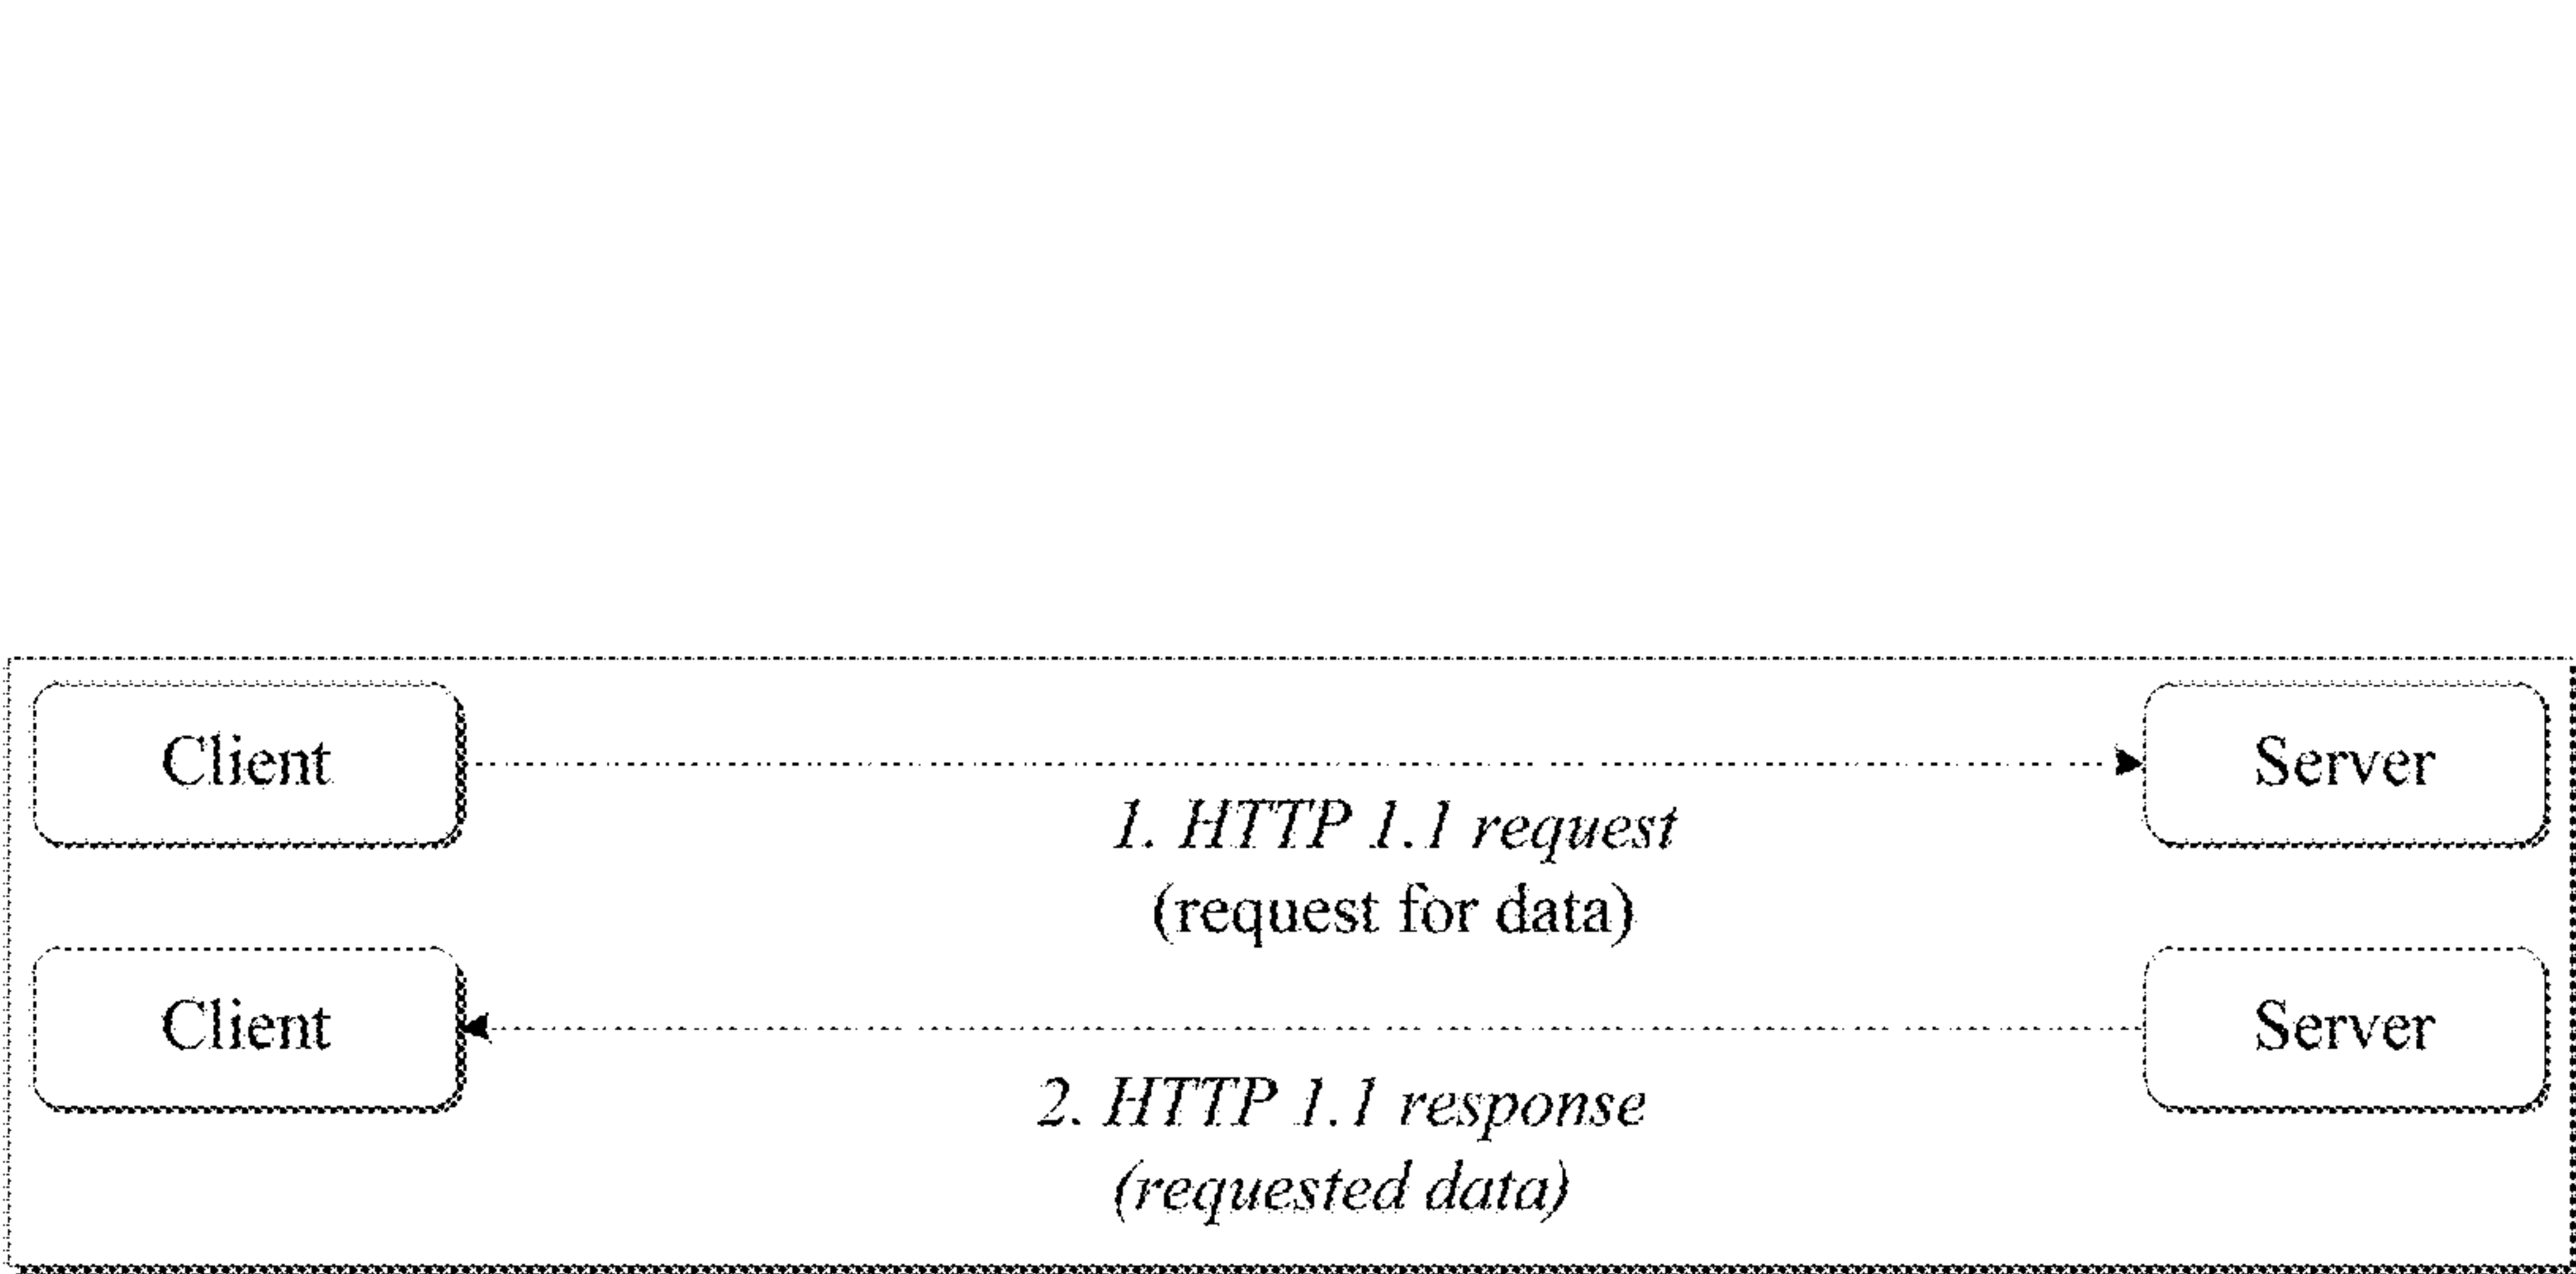 Client
Server
1. HTTP 1.1 request
(request for data)
Client
Server
2. HTTP 1.1 response
(requested data)